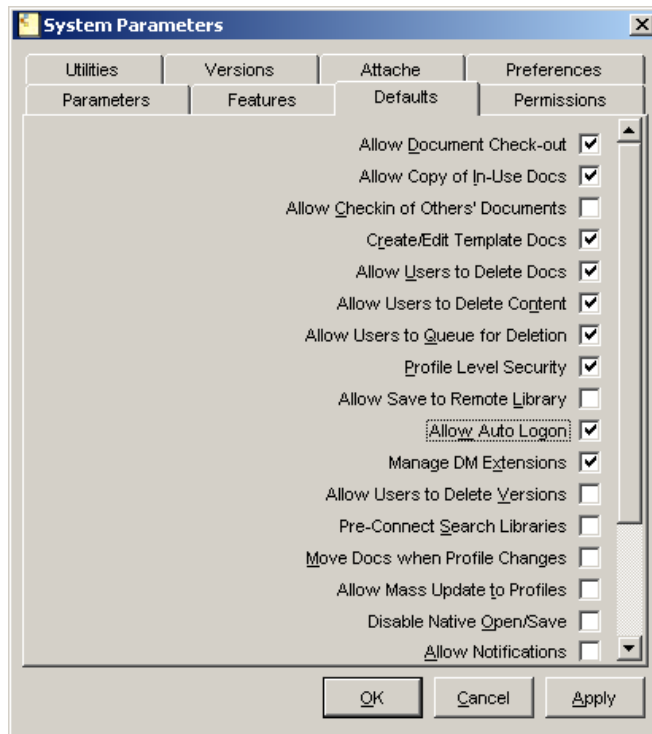 System Parameters
Utilities Versions Attache Preferences
Parameters Features Defaults Permissions
Allow Document Check-out
Allow Copy of In-Use Docs
Allow Checkin of Others' Documents
Create/Edit Template Docs
Allow Users to Delete Docs
Allow Users to Delete Content
Allow Users to Queue for Deletion
Profile Level Security
Allow Save to Remote Library
Allow Auto Logon
Manage DM Extensions
Allow Users to Delete Versions
Pre-Connect Search Libraries
Move Docs when Profile Changes
Allow Mass Update to Profiles
Disable Native Open/Save
Allow Notifications
OK Cancel Apply